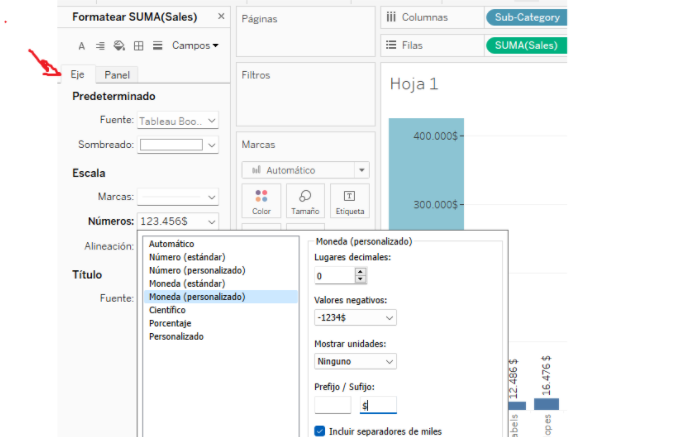 Formatear SUMA(Sales) ×
A Campos
Eje Panel
Predeterminado
Fuente: Tableau Boo..
Sombreado:
Escala
Marcas:
Números: 123.456$
Alineación:
Título
Fuente:
Páginas
Filtros
Marcas
Automático
Color Tamaño Etiqueta
Columnas Sub-Category
Filas SUMA(Sales)
Hoja 1
400.000$
300.000$
Automático
Número (estándar)
Número (personalizado)
Moneda (estándar)
Moneda (personalizado)
Científico
Porcentaje
Personalizado
Moneda (personalizado)
Lugares decimales:
0
Valores negativos:
-1234$
Mostrar unidades:
Ninguno
Prefijo / Sufijo:
$
Incluir separadores de miles
12.486 $
16.476 $
abels
opes